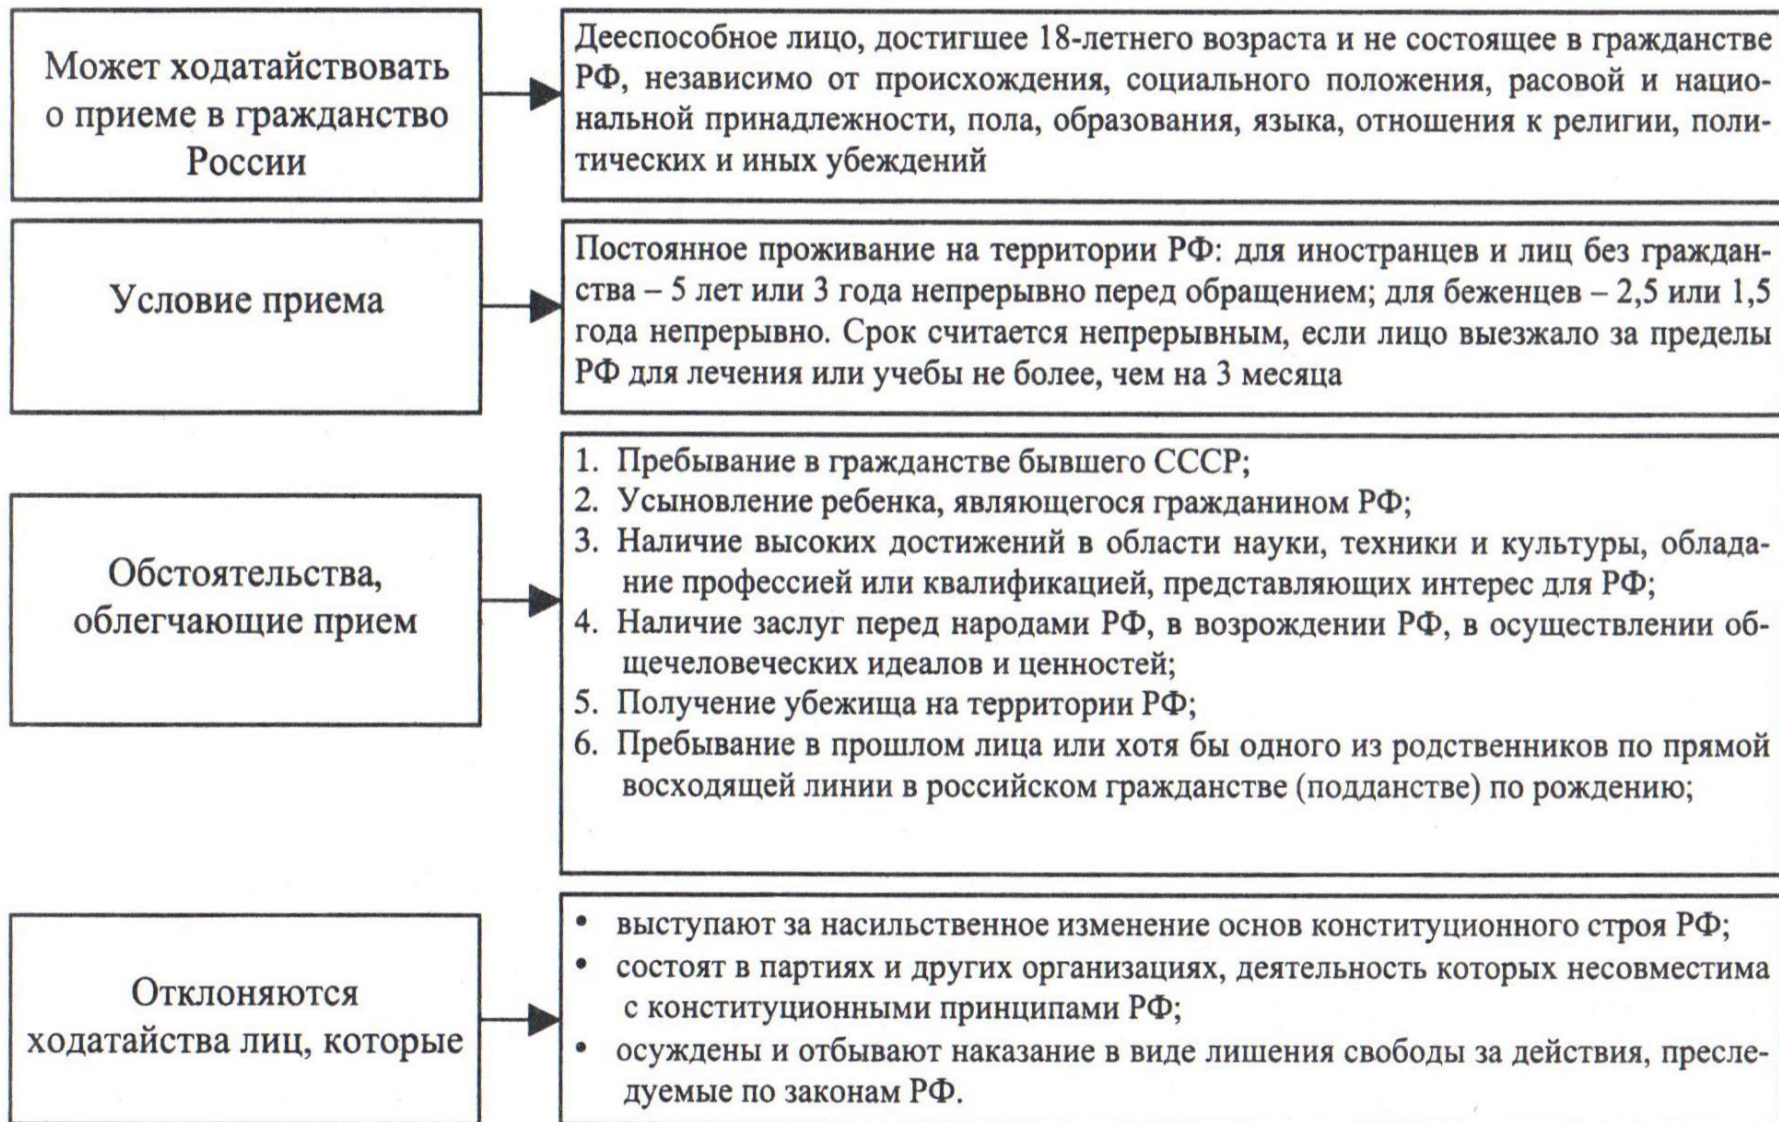 Может ходатайствовать
о приеме в гражданство
России
Дееспособное лицо, достигшее 18-летнего возраста и не состоящее в гражданстве
РФ, независимо от происхождения, социального положения, расовой и нацио-
нальной принадлежности, пола, образования, языка, отношения к религии, поли-
тических и иных убеждений
Условие приема
Постоянное проживание на территории РФ: для иностранцев и лиц без граждан-
ства – 5 лет или 3 года непрерывно перед обращением; для беженцев – 2,5 или 1,5
года непрерывно. Срок считается непрерывным, если лицо выезжало за пределы
РФ для лечения или учебы не более, чем на 3 месяца
Обстоятельства,
облегчающие прием
1. Пребывание в гражданстве бывшего СССР;
2. Усыновление ребенка, являющегося гражданином РФ;
3. Наличие высоких достижений в области науки, техники и культуры, облада-
ние профессией или квалификацией, представляющих интерес для РФ;
4. Наличие заслуг перед народами РФ, в возрождении РФ, в осуществлении об-
щечеловеческих идеалов и ценностей;
5. Получение убежища на территории РФ;
6. Пребывание в прошлом лица или хотя бы одного из родственников по прямой
восходящей линии в российском гражданстве (подданстве) по рождению;
Отклоняются
ходатайства лиц, которые
• выступают за насильственное изменение основ конституционного строя РФ;
• состоят в партиях и других организациях, деятельность которых несовместима
с конституционными принципами РФ;
• осуждены и отбывают наказание в виде лишения свободы за действия, пресле-
дуемые по законам РФ.